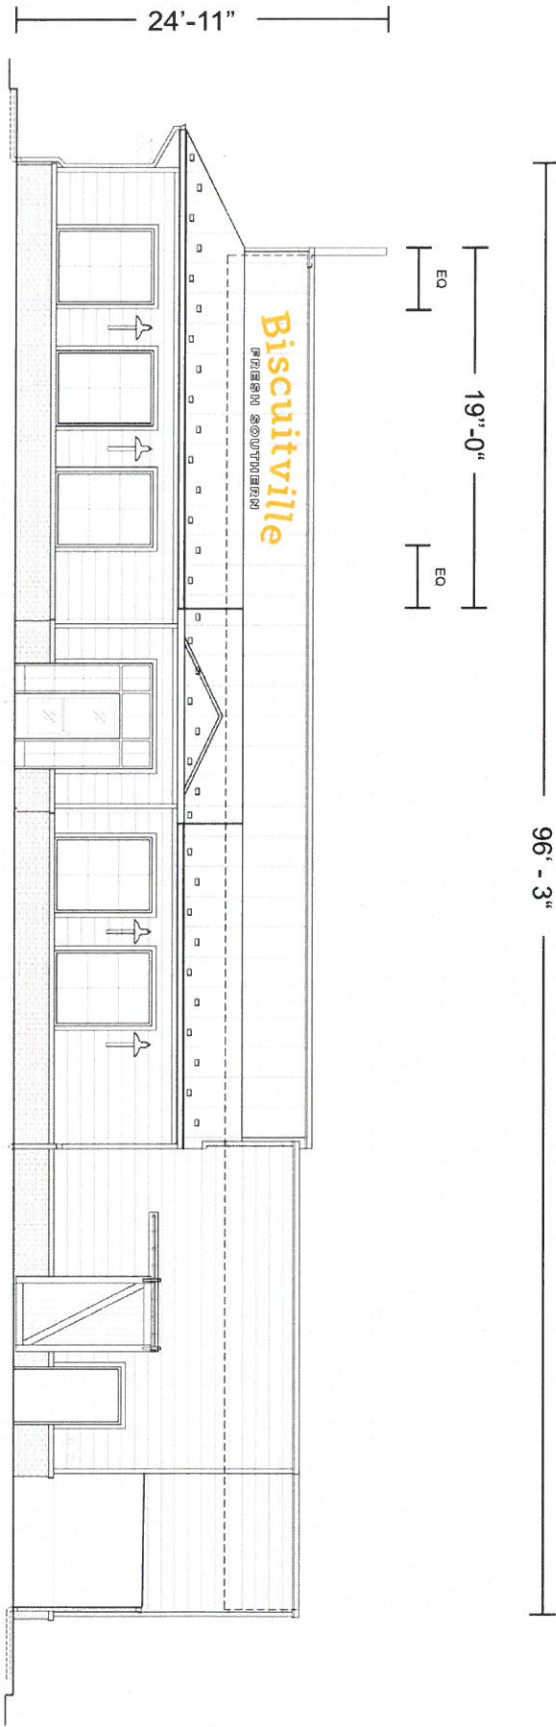 24'-11"
96' - 3"
19"-0"
EQ
EQ
Biscuitville
FRESH SOUTHERN